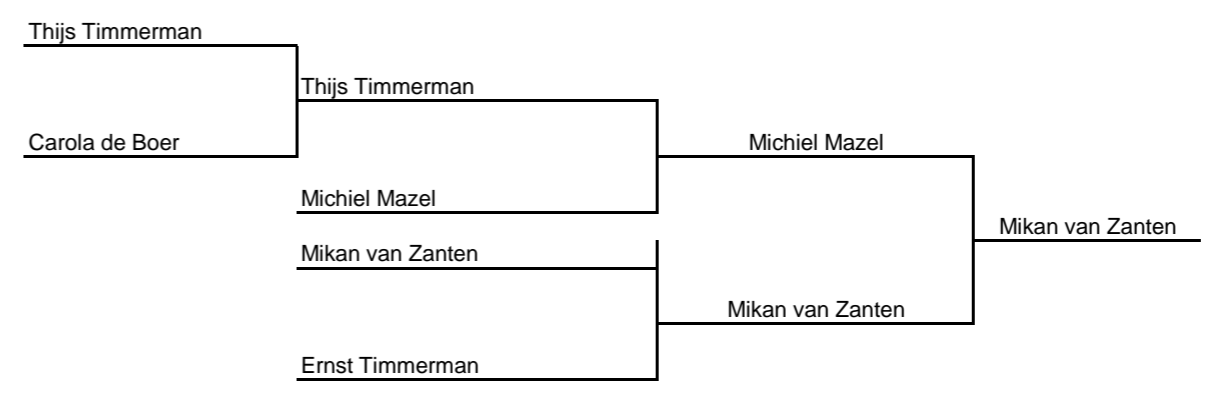 Thijs Timmerman
Thijs Timmerman
Carola de Boer
Michiel Mazel
Michiel Mazel
Mikan van Zanten
Mikan van Zanten
Mikan van Zanten
Ernst Timmerman